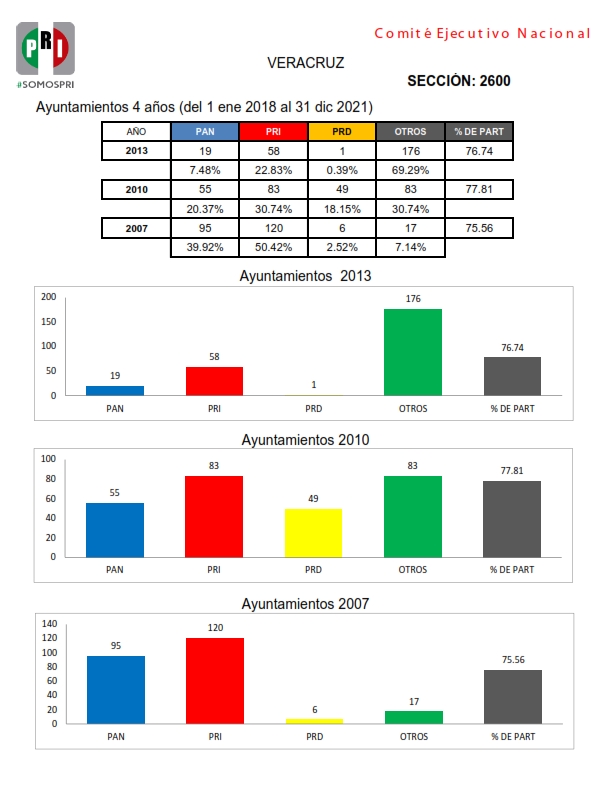 Comité Ejecutivo Nacional
PRI
#SOMOSPRI
VERACRUZ
SECCIÓN: 2600
Ayuntamientos 4 años (del 1 ene 2018 al 31 dic 2021)
AÑO PAN PRI PRD OTROS % DE PART
2013 19 58 1 176 76.74
7.48% 22.83% 0.39% 69.29%
2010 55 83 49 83 77.81
20.37% 30.74% 18.15% 30.74%
2007 95 120 6 17 75.56
39.92% 50.42% 2.52% 7.14%
Ayuntamientos 2013
200
150
100
50
0
19 58 1 176 76.74
PAN PRI PRD OTROS % DE PART
Ayuntamientos 2010
100
80
60
40
20
0
55 83 49 83 77.81
PAN PRI PRD OTROS % DE PART
Ayuntamientos 2007
140
120
100
80
60
40
20
0
95 120 6 17 75.56
PAN PRI PRD OTROS % DE PART